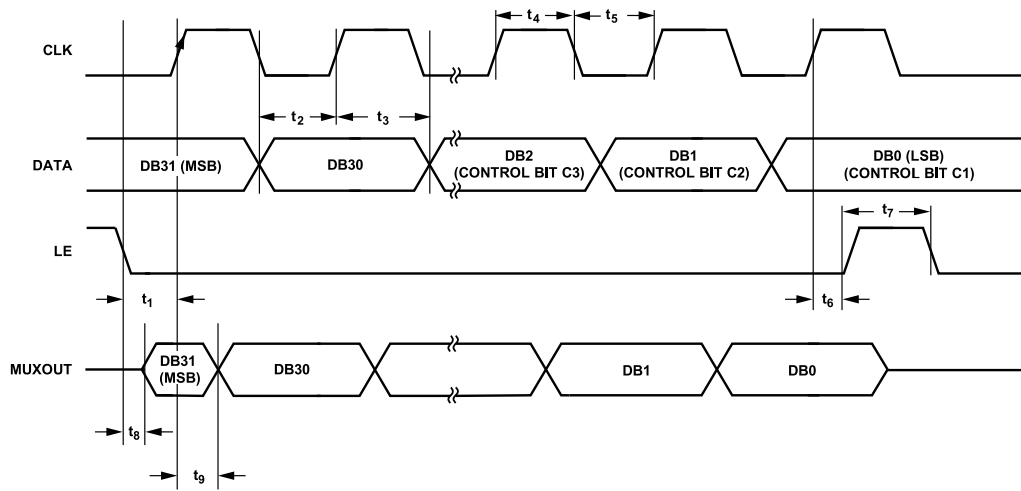 t4
t5
CLK
t2
t3
DATA
DB31 (MSB)
DB30
DB2
(CONTROL BIT C3)
DB1
(CONTROL BIT C2)
DB0 (LSB)
(CONTROL BIT C1)
t7
LE
t1
t6
MUXOUT
DB31
(MSB)
DB30
DB1
DB0
t8
t9